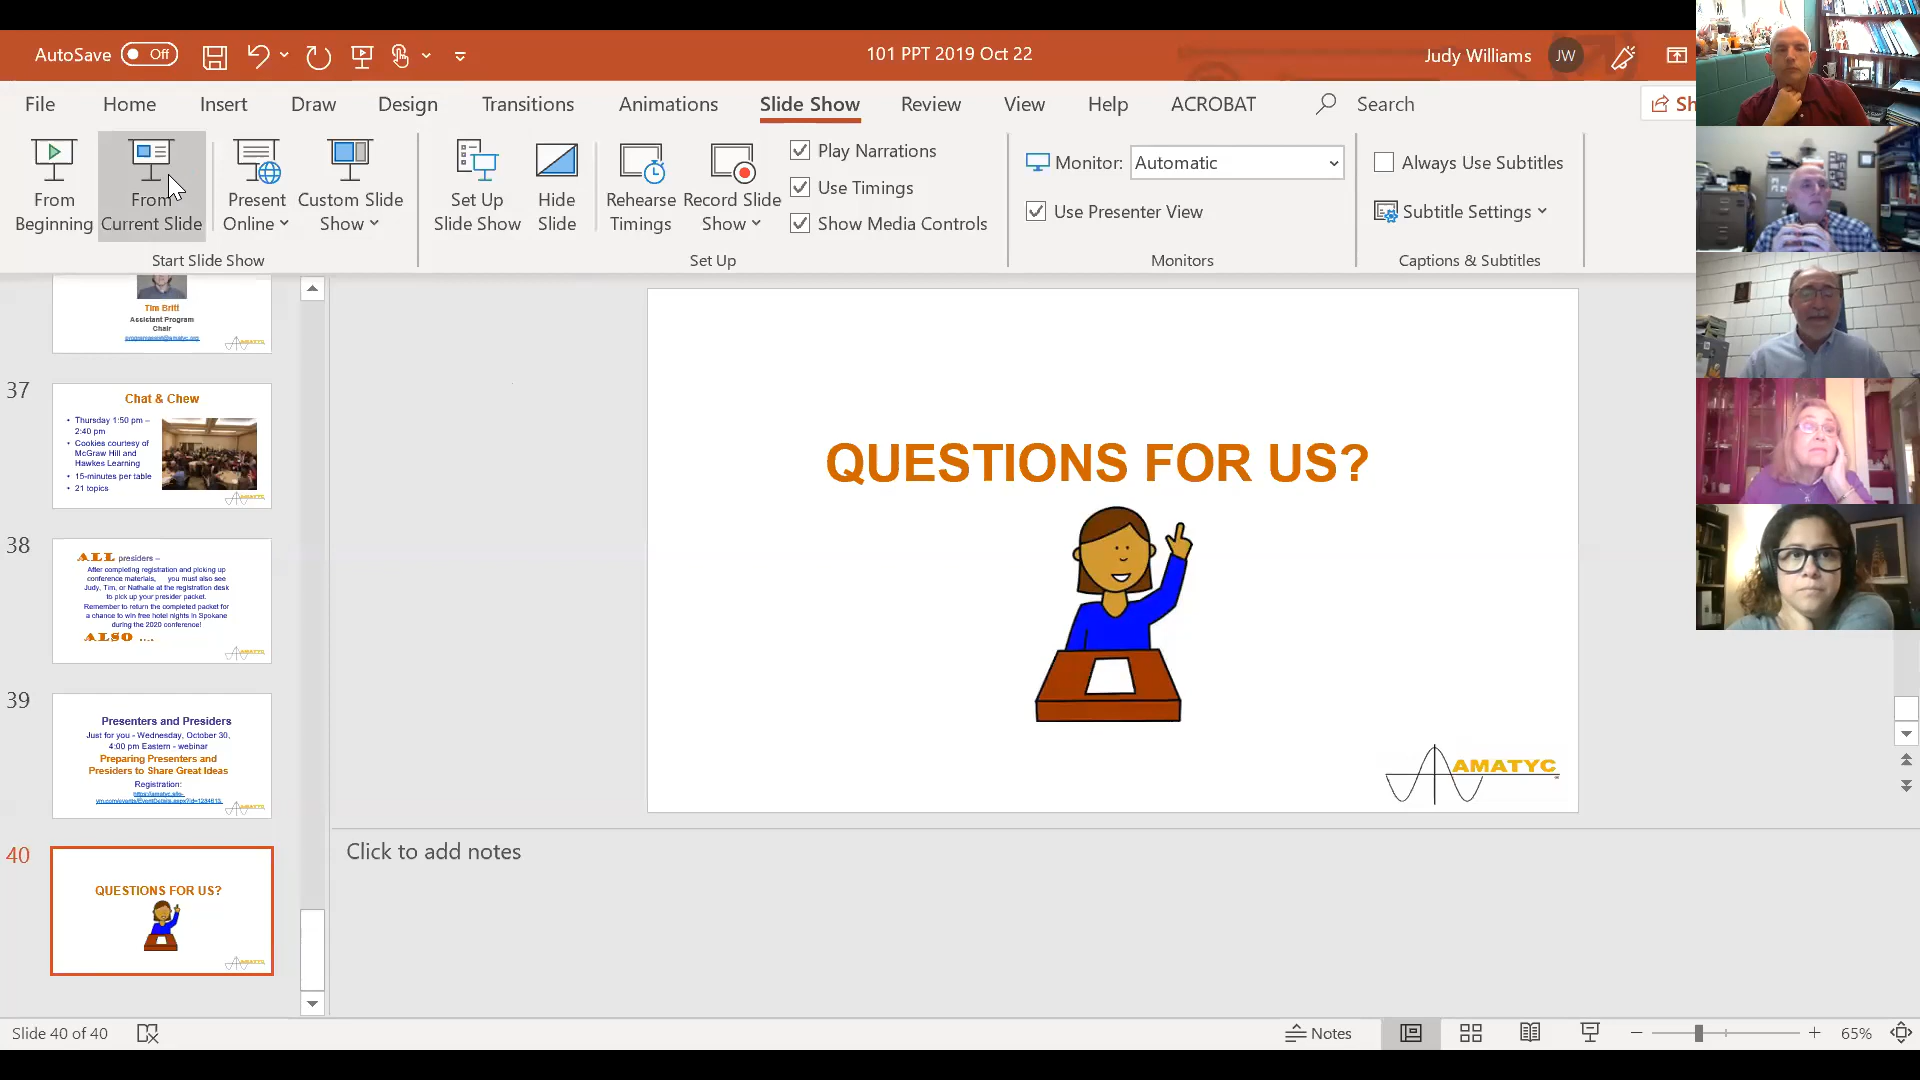 AutoSave Off
101 PPT 2019 Oct 22
Judy Williams JW
File Home Insert Draw Design Transitions Animations Slide Show Review View Help ACROBAT Search Sh
From Beginning
From Current Slide
Present Online
Custom Slide Show
Set Up Slide Show
Hide Slide
Rehearse Timings
Record Slide Show
Play Narrations
Use Timings
Show Media Controls
Monitor: Automatic
Use Presenter View
Always Use Subtitles
Subtitle Settings
Start Slide Show
Set Up
Monitors
Captions & Subtitles
Tim Britt
Assistant Program
Chair
AMATYC
37
Chat & Chew
• Thursday 1:50 pm –
2:40 pm
• Cookies courtesy of
McGraw Hill and
Hawkes Learning
• 15-minutes per table
• 21 topics
AMATYC
38
ALL presiders –
After completing registration and picking up
conference materials, you must also see
Judy, Tim, or Nathalie at the registration desk
to pick up your presider packet.
Remember to return the completed packet for
a chance to win free hotel nights in Spokane
during the 2020 conference!
ALSO ....
AMATYC
39
Presenters and Presiders
Just for you - Wednesday, October 30,
4:00 pm Eastern - webinar
Preparing Presenters and
Presiders to Share Great Ideas
Registration:
AMATYC
40
QUESTIONS FOR US?
AMATYC
QUESTIONS FOR US?
AMATYC
Click to add notes
Slide 40 of 40
Notes
65%